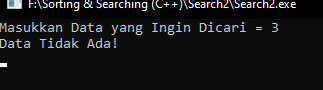 F:\Sorting & Searching (C++)\Search2\Search2.exe
Masukkan Data yang Ingin Dicari = 3
Data Tidak Ada!